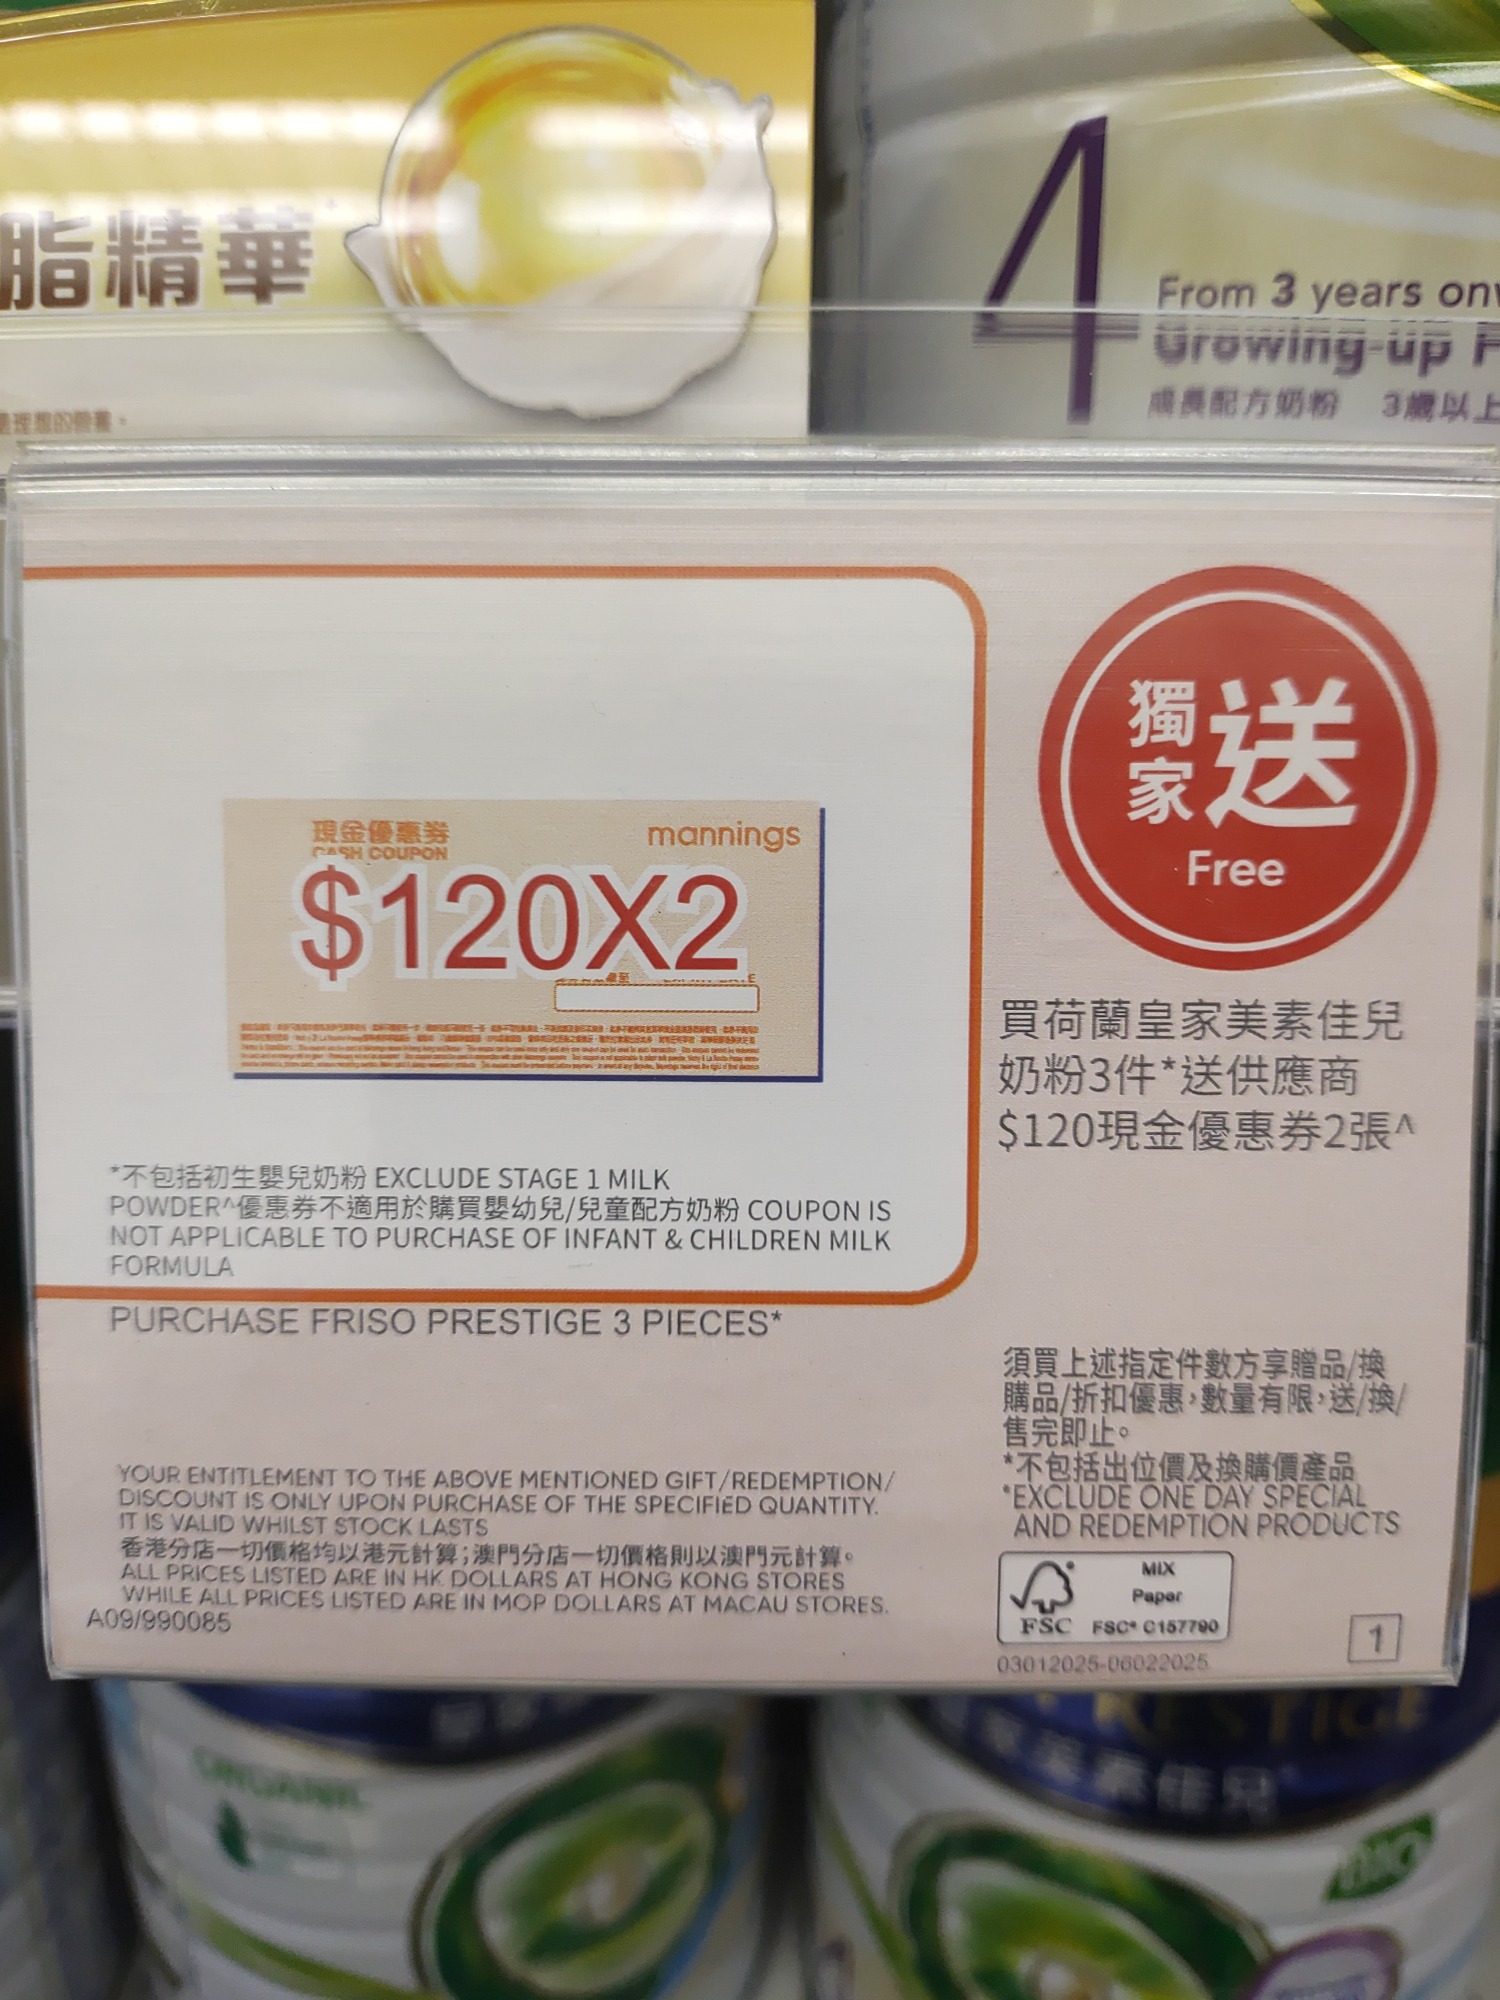 脂精華
4
From 3 years
Growing-up
成長配方奶粉 3歲以上
獨家送
Free
現金優惠券
CASH COUPON
mannings
$120X2
買荷蘭皇家美素佳兒
奶粉3件*送供應商
$120現金優惠券2張^
*不包括初生嬰兒奶粉 EXCLUDE STAGE 1 MILK
POWDER^優惠券不適用於購買嬰幼兒/兒童配方奶粉 COUPON IS
NOT APPLICABLE TO PURCHASE OF INFANT & CHILDREN MILK
FORMULA
PURCHASE FRISO PRESTIGE 3 PIECES*
須買上述指定件數方享贈品/換
購品/折扣優惠,數量有限,送/換/
售完即止。
*不包括出位價及換購價產品
*EXCLUDE ONE DAY SPECIAL
AND REDEMPTION PRODUCTS
YOUR ENTITLEMENT TO THE ABOVE MENTIONED GIFT/REDEMPTION/
DISCOUNT IS ONLY UPON PURCHASE OF THE SPECIFIED QUANTITY.
IT IS VALID WHILST STOCK LASTS
香港分店一切價格均以港元計算;澳門分店一切價格則以澳門元計算。
ALL PRICES LISTED ARE IN HK DOLLARS AT HONG KONG STORES
WHILE ALL PRICES LISTED ARE IN MOP DOLLARS AT MACAU STORES.
A09/990085
MIX
Paper
FSC FSC® C157790
03012025-06022025
1
ORGANIC
美素佳兒